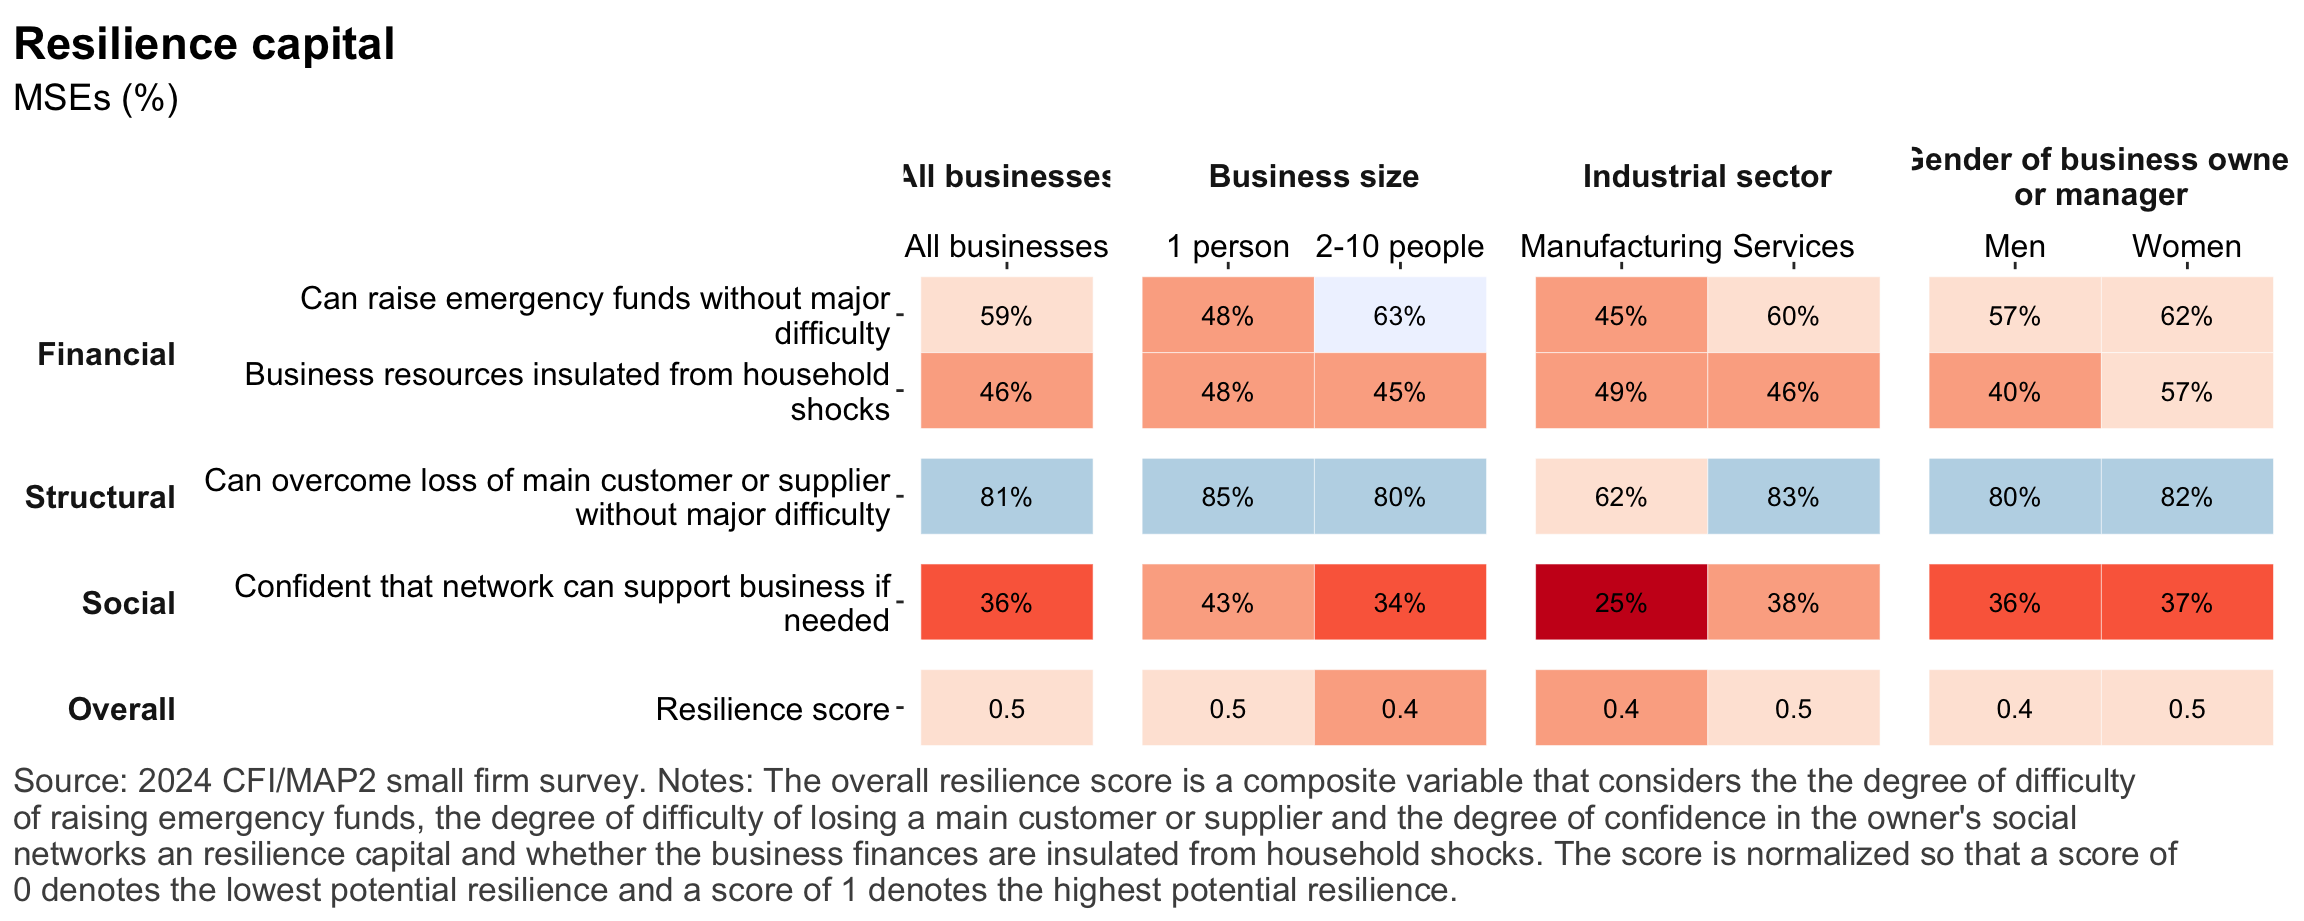 Resilience capital
MSEs (%)
All businesses
Business size
Industrial sector
Gender of business owne
or manager
All businesses
1 person
2-10 people
Manufacturing
Services
Men
Women
Financial
Can raise emergency funds without major
difficulty
59%
48%
63%
45%
60%
57%
62%
Business resources insulated from household
shocks
46%
48%
45%
49%
46%
40%
57%
Structural
Can overcome loss of main customer or supplier
without major difficulty
81%
85%
80%
62%
83%
80%
82%
Social
Confident that network can support business if
needed
36%
43%
34%
25%
38%
36%
37%
Overall
Resilience score
0.5
0.5
0.4
0.4
0.5
0.4
0.5
Source: 2024 CFI/MAP2 small firm survey. Notes: The overall resilience score is a composite variable that considers the the degree of difficulty
of raising emergency funds, the degree of difficulty of losing a main customer or supplier and the degree of confidence in the owner's social
networks an resilience capital and whether the business finances are insulated from household shocks. The score is normalized so that a score of
0 denotes the lowest potential resilience and a score of 1 denotes the highest potential resilience.